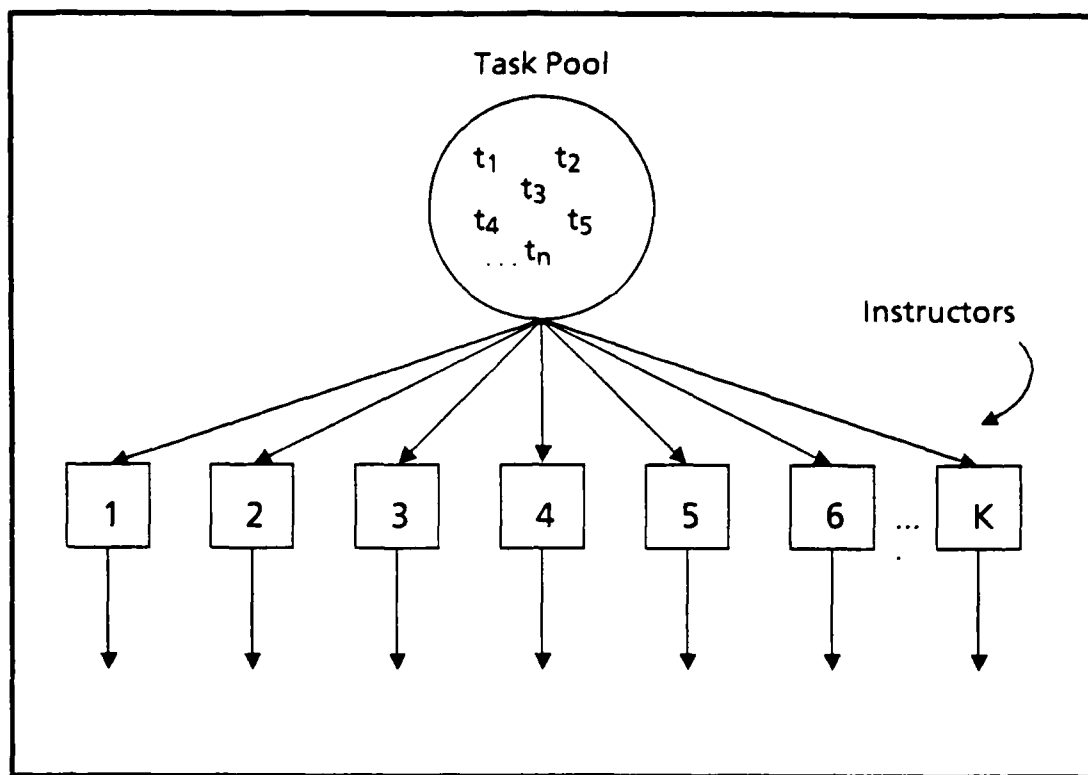 Task Pool
t1 t2
t3
t4 t5
... tn
Instructors
1 2 3 4 5 6 ... K
.